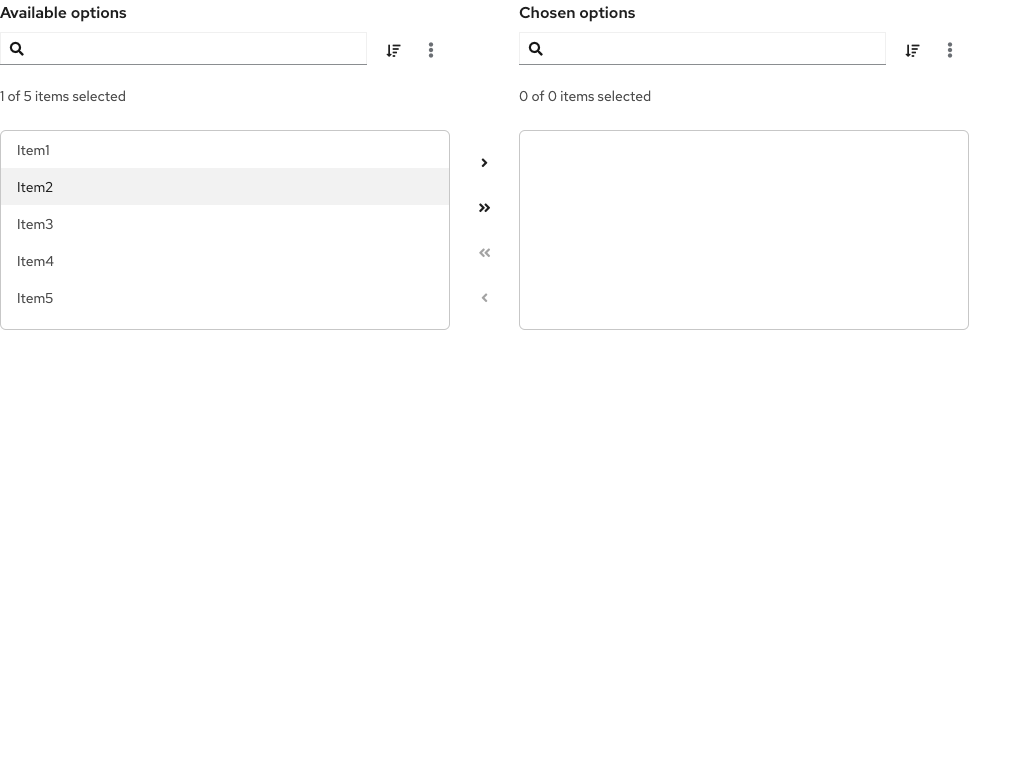 Available options
1 of 5 items selected
Item1
Item2
Item3
Item4
Item5
Chosen options
0 of 0 items selected